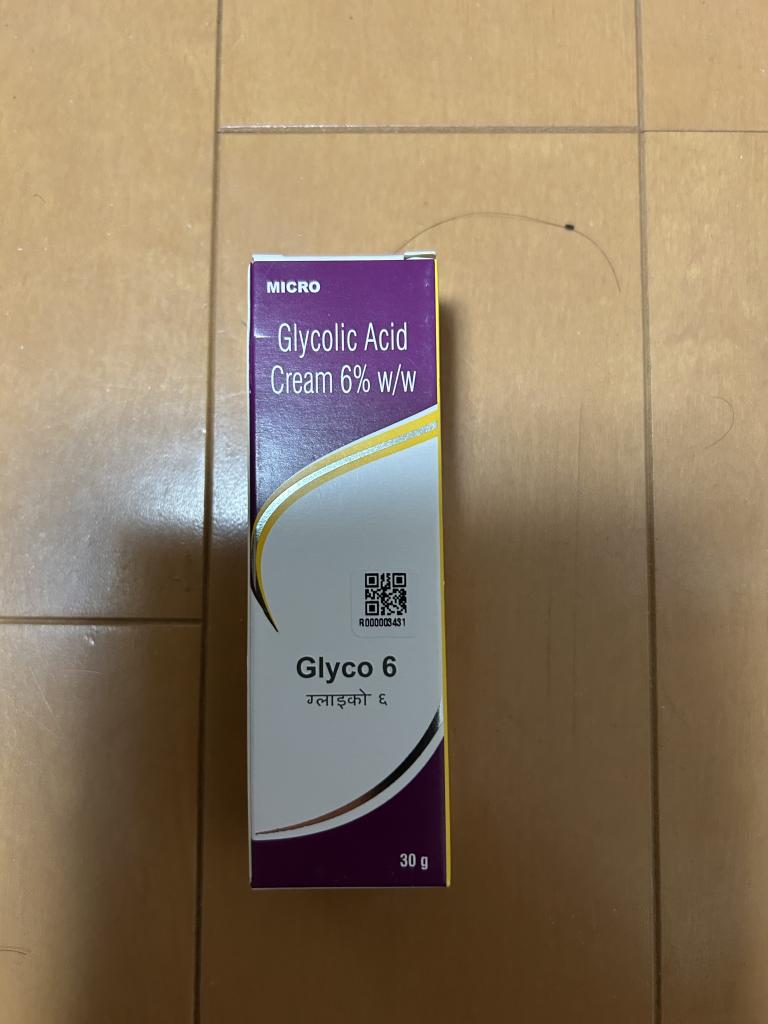 MICRO
Glycolic Acid
Cream 6% w/w
R000003431
Glyco 6
ग्लाइको ६
30 g